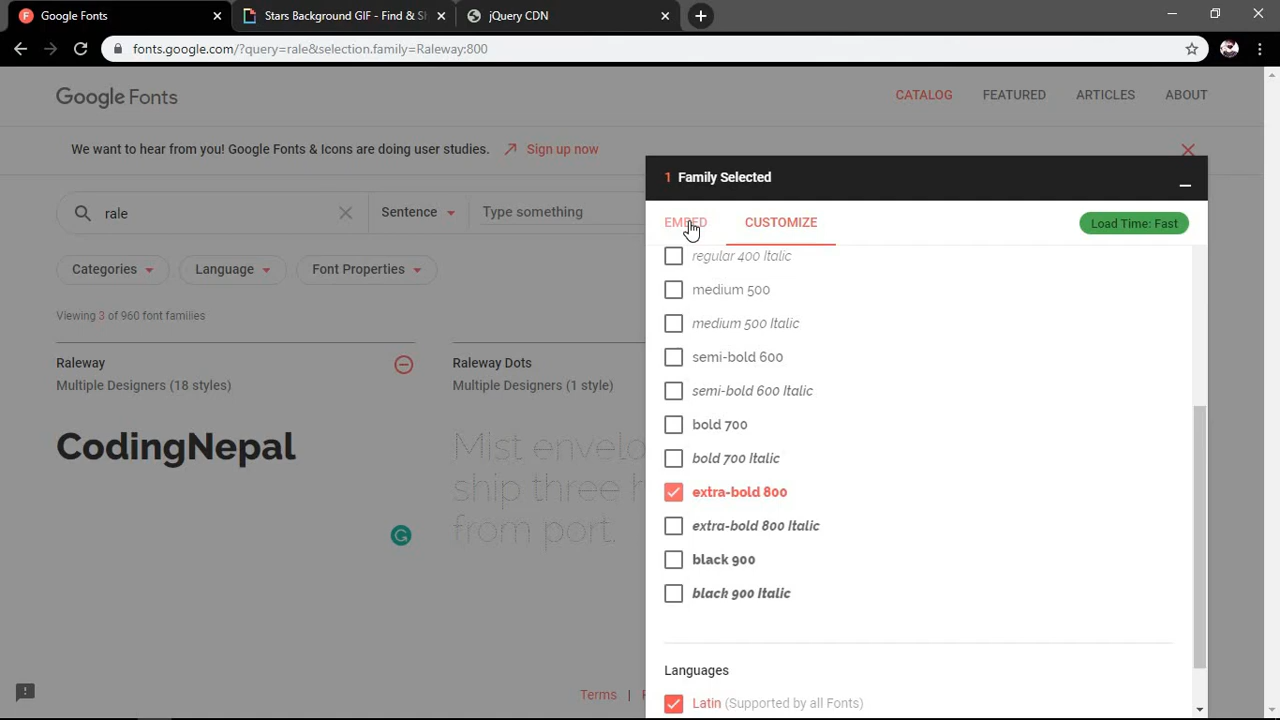 Google Fonts
Stars Background GIF - Find & S
jQuery CDN
fonts.google.com/?query=rale&selection.family=Raleway:800
Google Fonts
CATALOG
FEATURED
ARTICLES
ABOUT
We want to hear from you! Google Fonts & Icons are doing user studies.
Sign up now
1 Family Selected
rale
Sentence
Type something
EMBED
CUSTOMIZE
Load Time: Fast
Categories
Language
Font Properties
Viewing 3 of 960 font families
Raleway
Multiple Designers (18 styles)
CodingNepal
Raleway Dots
Multiple Designers (1 style)
Mist envelo
ship three h
from port.
regular 400 Italic
medium 500
medium 500 Italic
semi-bold 600
semi-bold 600 Italic
bold 700
bold 700 Italic
extra-bold 800
extra-bold 800 Italic
black 900
black 900 Italic
Languages
Latin (Supported by all Fonts)
Terms